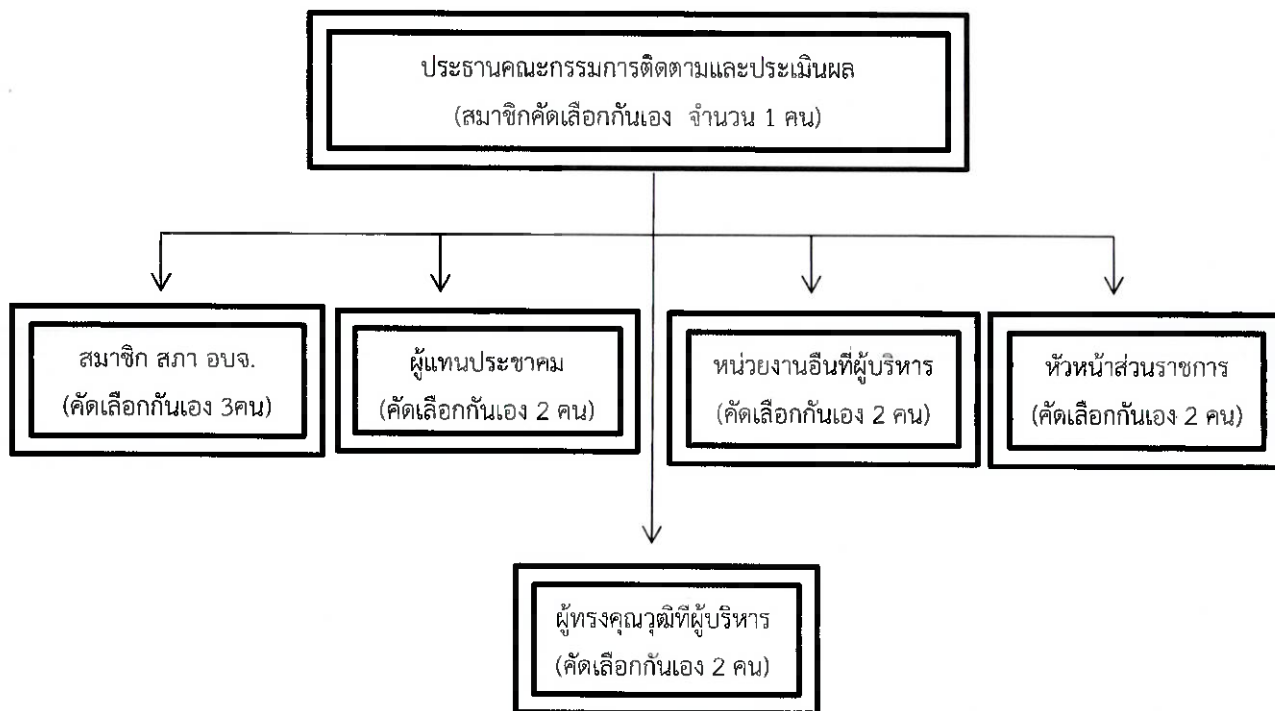 ประธานคณะกรรมการติดตามและประเมินผล
(สมาชิกคัดเลือกกันเอง จำนวน 1 คน)
สมาชิก สภา อบจ.
(คัดเลือกกันเอง 3คน)
ผู้แทนประชาคม
(คัดเลือกกันเอง 2 คน)
หน่วยงานอื่นที่ผู้บริหาร
(คัดเลือกกันเอง 2 คน)
หัวหน้าส่วนราชการ
(คัดเลือกกันเอง 2 คน)
ผู้ทรงคุณวุฒิที่ผู้บริหาร
(คัดเลือกกันเอง 2 คน)